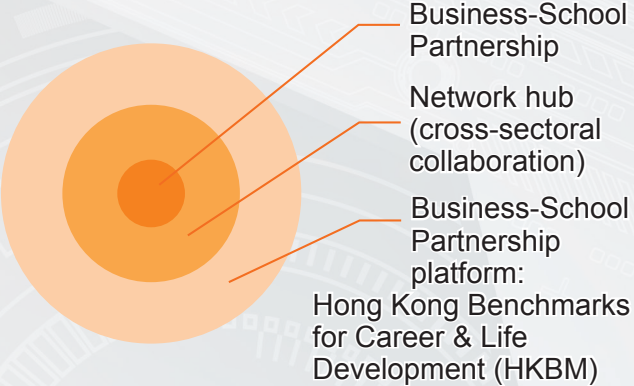 Business-School
Partnership
Network hub
(cross-sectoral
collaboration)
Business-School
Partnership
platform:
Hong Kong Benchmarks
for Career & Life
Development (HKBM)